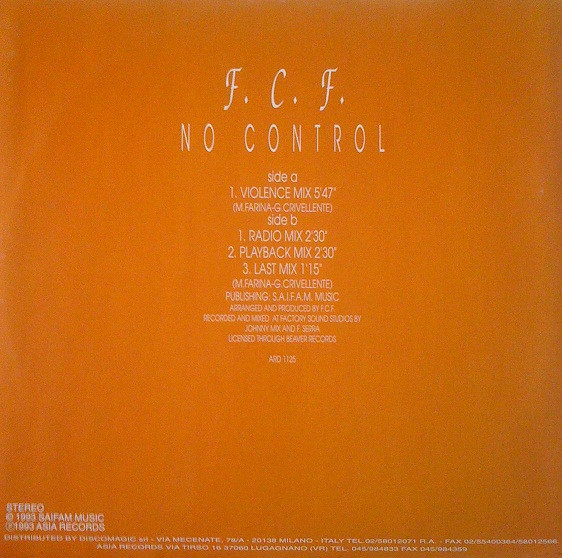 F. C. F.
NO CONTROL
side a
1. VIOLENCE MIX 5'47"
(M.FARINA-G.CRIVELLENTE)
side b
1. RADIO MIX 2'30"
2. PLAYBACK MIX 2'30"
3. LAST MIX 1'15"
(M.FARINA-G.CRIVELLENTE)
PUBLISHING: S.A.I.F.A.M. MUSIC
ARRANGED AND PRODUCED BY F.C.F.
RECORDED AND MIXED AT FACTORY SOUND STUDIOS BY
JOHNNY MIX AND F. SERRA
LICENSED THROUGH BEAVER RECORDS
ARD 1125
STEREO
© 1993 SAIFAM MUSIC
℗1993 ASIA RECORDS
DISTRIBUTED BY DISCOMAGIC srl - VIA MECENATE, 76/A - 20138 MILANO - ITALY TEL 02/58012071 R.A. - FAX 02/55400364/58012566.
ASIA RECORDS VIA TIRSO 16 37060 LUGAGNANO (VR) TEL. 045/984833 FAX 045/984359